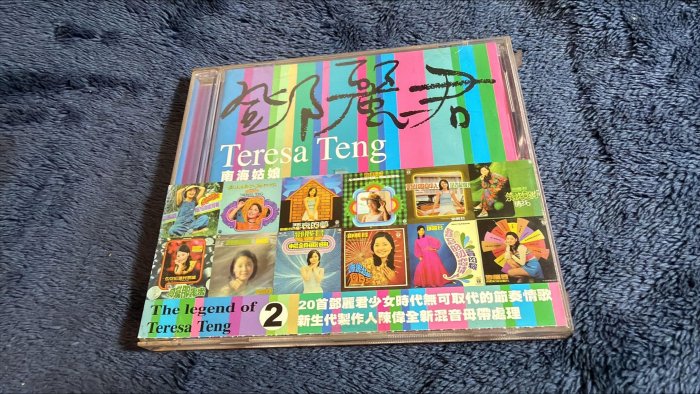 鄧麗君
Teresa Teng
南海姑娘
The legend of
Teresa Teng
2
20首鄧麗君少女時代無可取代的節奏情歌
新生代製作人陳偉全新混音母帶處理